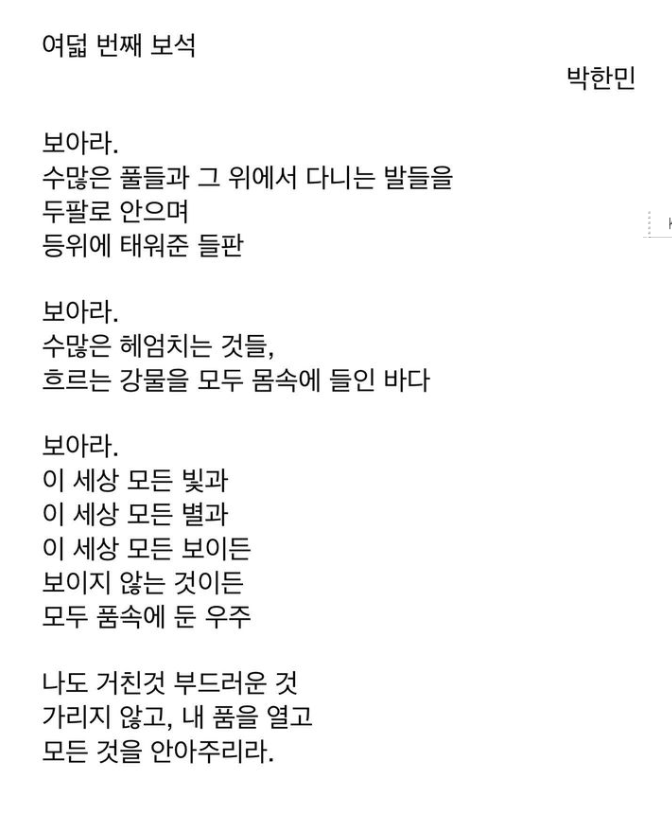 여덟 번째 보석
박한민
보아라.
수많은 풀들과 그 위에서 다니는 발들을
두팔로 안으며
등위에 태워준 들판
보아라.
수많은 헤엄치는 것들,
흐르는 강물을 모두 몸속에 들인 바다
보아라.
이 세상 모든 빛과
이 세상 모든 별과
이 세상 모든 보이든
보이지 않는 것이든
모두 품속에 둔 우주
나도 거친것 부드러운 것
가리지 않고, 내 품을 열고
모든 것을 안아주리라.